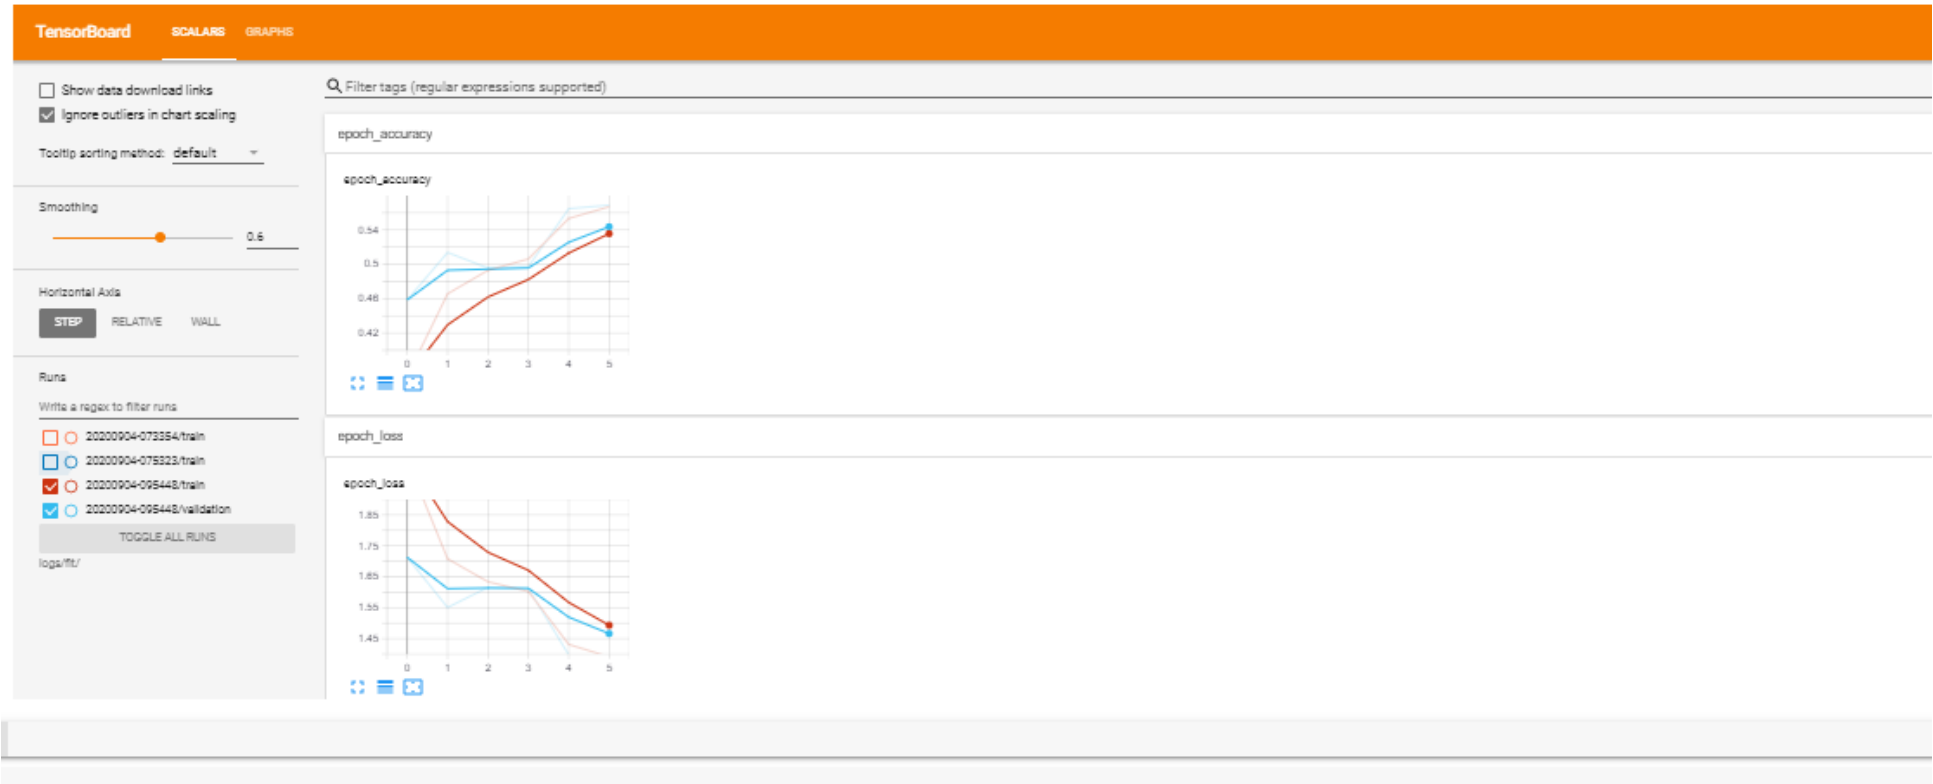 TensorBoard SCALARS GRAPHS
Show data download links
Ignore outliers in chart scaling
Tooltip sorting method: default
Smoothing
0.6
Horizontal Axis
STEP RELATIVE WALL
Runs
Write a regex to filter runs
20200904-073354/train
20200904-075323/train
20200904-095448/train
20200904-095448/validation
TOGGLE ALL RUNS
logs/fit/
Filter tags (regular expressions supported)
epoch_accuracy
epoch_accuracy
0.54
0.5
0.46
0.42
0 1 2 3 4 5
epoch_loss
epoch_loss
1.85
1.75
1.65
1.55
1.45
0 1 2 3 4 5